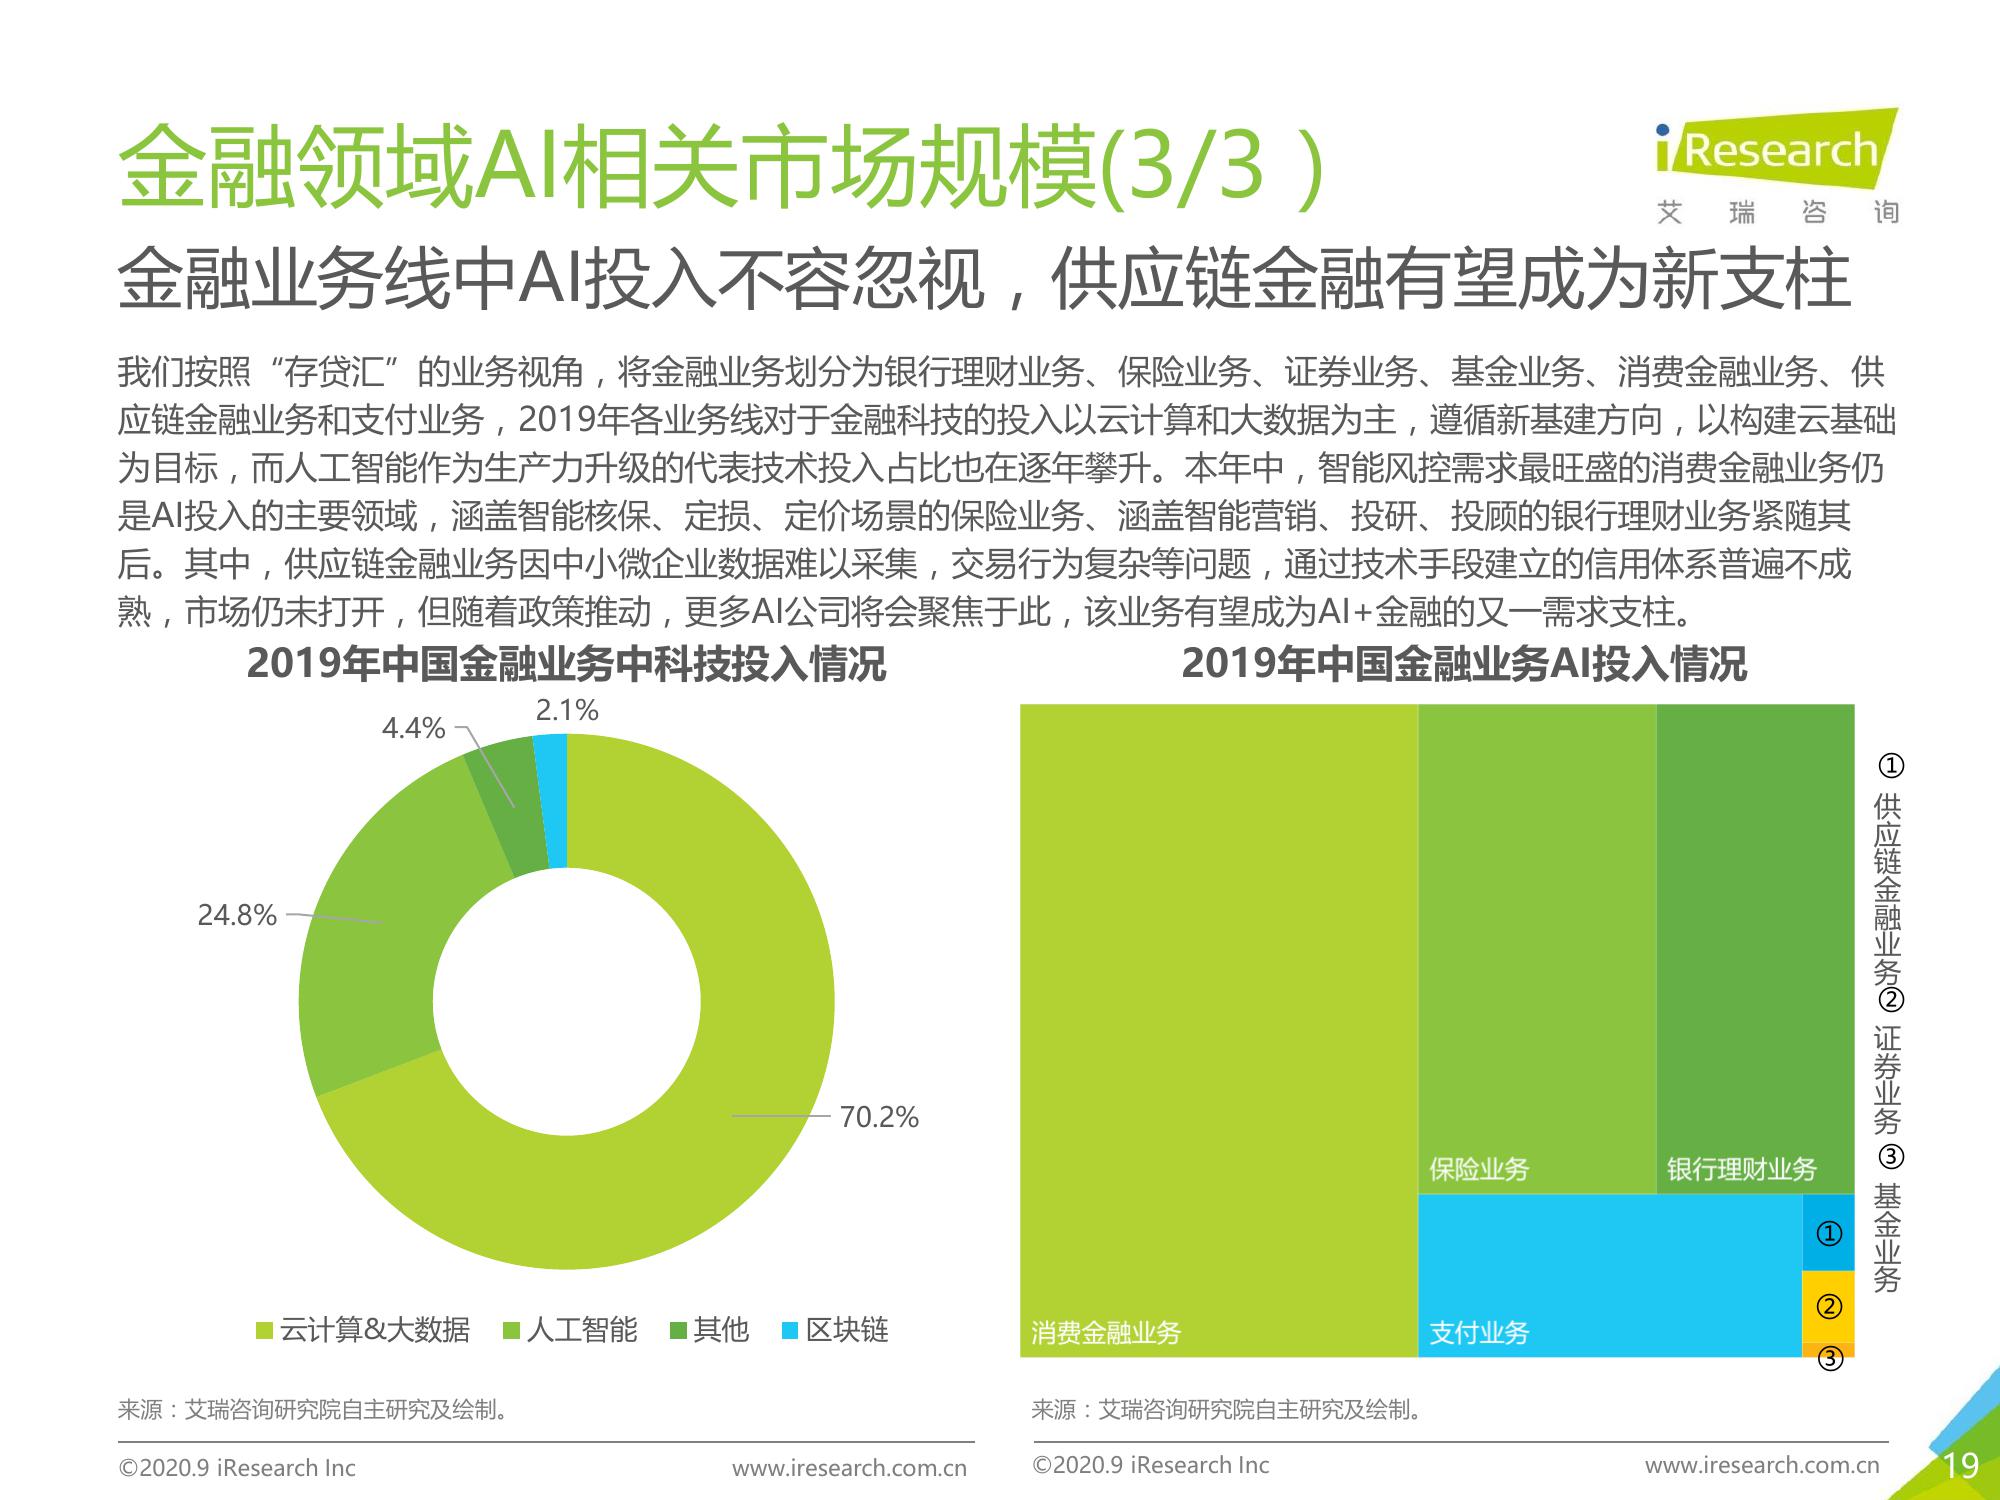 金融领域AI相关市场规模(3/3）
iResearch
艾瑞咨询
金融业务线中AI投入不容忽视，供应链金融有望成为新支柱
我们按照“存贷汇”的业务视角，将金融业务划分为银行理财业务、保险业务、证券业务、基金业务、消费金融业务、供
应链金融业务和支付业务，2019年各业务线对于金融科技的投入以云计算和大数据为主，遵循新基建方向，以构建云基础
为目标，而人工智能作为生产力升级的代表技术投入占比也在逐年攀升。本年中，智能风控需求最旺盛的消费金融业务仍
是AI投入的主要领域，涵盖智能核保、定损、定价场景的保险业务、涵盖智能营销、投研、投顾的银行理财业务紧随其
后。其中，供应链金融业务因中小微企业数据难以采集，交易行为复杂等问题，通过技术手段建立的信用体系普遍不成
熟，市场仍未打开，但随着政策推动，更多AI公司将会聚焦于此，该业务有望成为AI+金融的又一需求支柱。
2019年中国金融业务中科技投入情况
2.1%
4.4%
24.8%
70.2%
云计算&大数据
人工智能
其他
区块链
来源：艾瑞咨询研究院自主研究及绘制。
©2020.9 iResearch Inc
www.iresearch.com.cn
2019年中国金融业务AI投入情况
保险业务
银行理财业务
消费金融业务
支付业务
①
②
③
① 供应链金融业务
② 证券业务
③ 基金业务
来源：艾瑞咨询研究院自主研究及绘制。
©2020.9 iResearch Inc
www.iresearch.com.cn
19